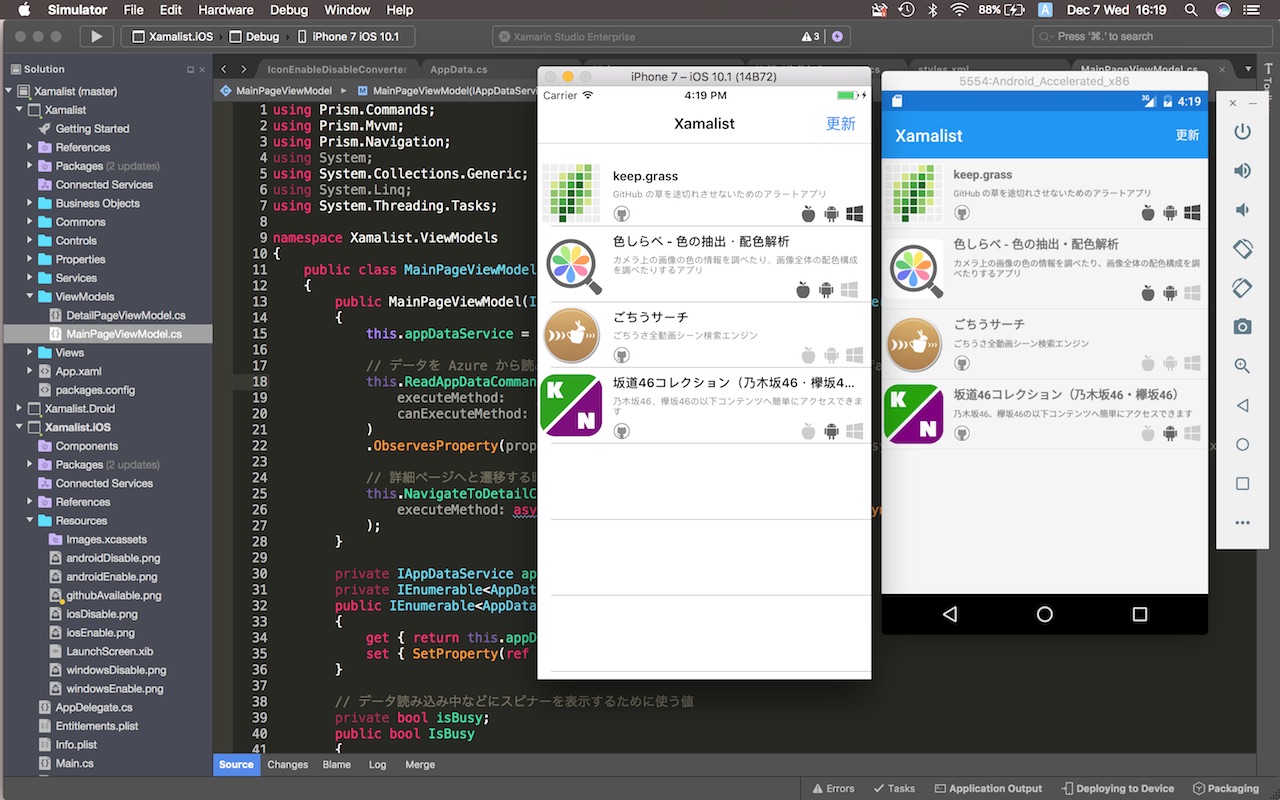 Simulator File Edit Hardware Debug Window Help 88% A Dec 7 Wed 16:19
Xamalist.iOS Debug iPhone 7 iOS 10.1 Xamarin Studio Enterprise 3 Press '⌘.' to search
Solution
Xamalist (master)
Xamalist
Getting Started
References
Packages (2 updates)
Connected Services
Business Objects
Commons
Controls
Properties
Services
ViewModels
DetailPageViewModel.cs
MainPageViewModel.cs
Views
App.xaml
packages.config
Xamalist.Droid
Xamalist.iOS
Components
Packages (2 updates)
Connected Services
References
Resources
Images.xcassets
androidDisable.png
androidEnable.png
githubAvailable.png
iosDisable.png
iosEnable.png
LaunchScreen.xib
windowsDisable.png
windowsEnable.png
AppDelegate.cs
Entitlements.plist
Info.plist
Main.cs
IconEnableDisableConverter AppData.cs styles.xml MainPageViewModel.cs
MainPageViewModel MainPageViewModel(IAppDataServi
1 using Prism.Commands;
2 using Prism.Mvvm;
3 using Prism.Navigation;
4 using System;
5 using System.Collections.Generic;
6 using System.Linq;
7 using System.Threading.Tasks;
8
9 namespace Xamalist.ViewModels
10 {
11 public class MainPageViewModel
12 {
13 public MainPageViewModel(I
14 {
15 this.appDataService =
16
17 // データを Azure から読
18 this.ReadAppDataComman
19 executeMethod:
20 canExecuteMethod:
21 )
22 .ObservesProperty(prop
23
24 // 詳細ページへと遷移する
25 this.NavigateToDetailC
26 executeMethod: asy
27 );
28 }
29
30 private IAppDataService ap
31 private IEnumerable<AppDat
32 public IEnumerable<AppData
33 {
34 get { return this.appD
35 set { SetProperty(ref
36 }
37
38 // データ読み込み中などにスピナーを表示するために使う値
39 private bool isBusy;
40 public bool IsBusy
41 {
Source Changes Blame Log Merge
Errors Tasks Application Output Deploying to Device Packaging
iPhone 7 – iOS 10.1 (14B72)
Carrier 4:19 PM
Xamalist 更新
keep.grass
GitHub の草を途切れさせないためのアラートアプリ
色しらべ - 色の抽出・配色解析
カメラ上の画像の色の情報を調べたり、画像全体の配色構成
を調べたりするアプリ
ごちうサーチ
ごちうさ全動画シーン検索エンジン
K
N
坂道46コレクション（乃木坂46・欅坂4...
乃木坂46、欅坂46の以下コンテンツへ簡単にアクセスできま
す
5554:Android_Accelerated_x86
3G 4:19
Xamalist 更新
keep.grass
GitHub の草を途切れさせないためのアラートアプリ
色しらべ - 色の抽出・配色解析
カメラ上の画像の色の情報を調べたり、画像全体の配色構成を調
べたりするアプリ
ごちうサーチ
ごちうさ全動画シーン検索エンジン
K
N
坂道46コレクション（乃木坂46・欅坂46）
乃木坂46、欅坂46の以下コンテンツへ簡単にアクセスできます